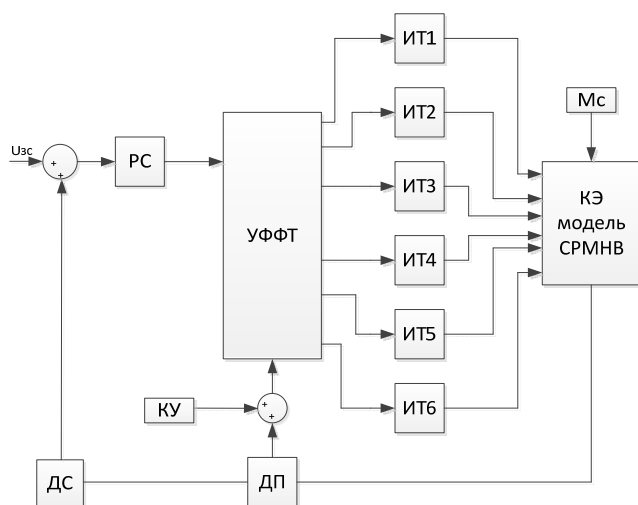 ИТ1
ИТ2
Мс
Uзс
+
+
РС
ИТ3
КЭ
модель
СРМНВ
УФФТ
ИТ4
ИТ5
КУ
+
+
ИТ6
ДС
ДП